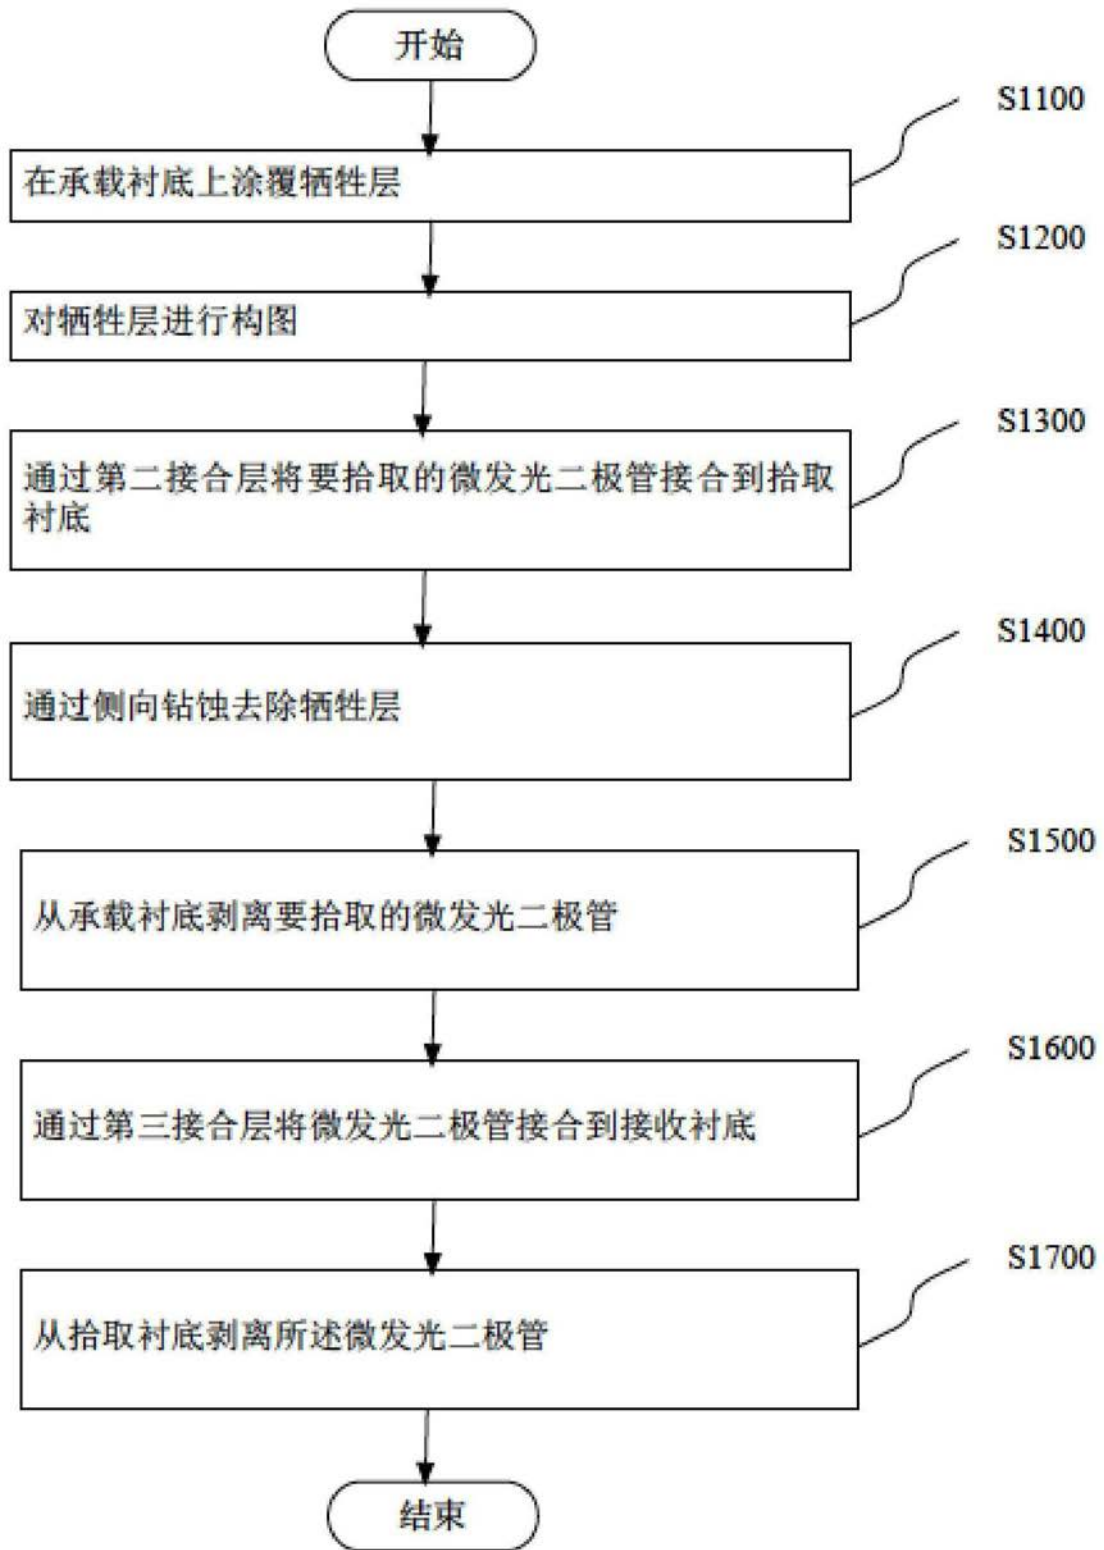 开始
S1100
在承载衬底上涂覆牺牲层
S1200
对牺牲层进行构图
S1300
通过第二接合层将要拾取的微发光二极管接合到拾取
衬底
S1400
通过侧向钻蚀去除牺牲层
S1500
从承载衬底剥离要拾取的微发光二极管
S1600
通过第三接合层将微发光二极管接合到接收衬底
S1700
从拾取衬底剥离所述微发光二极管
结束